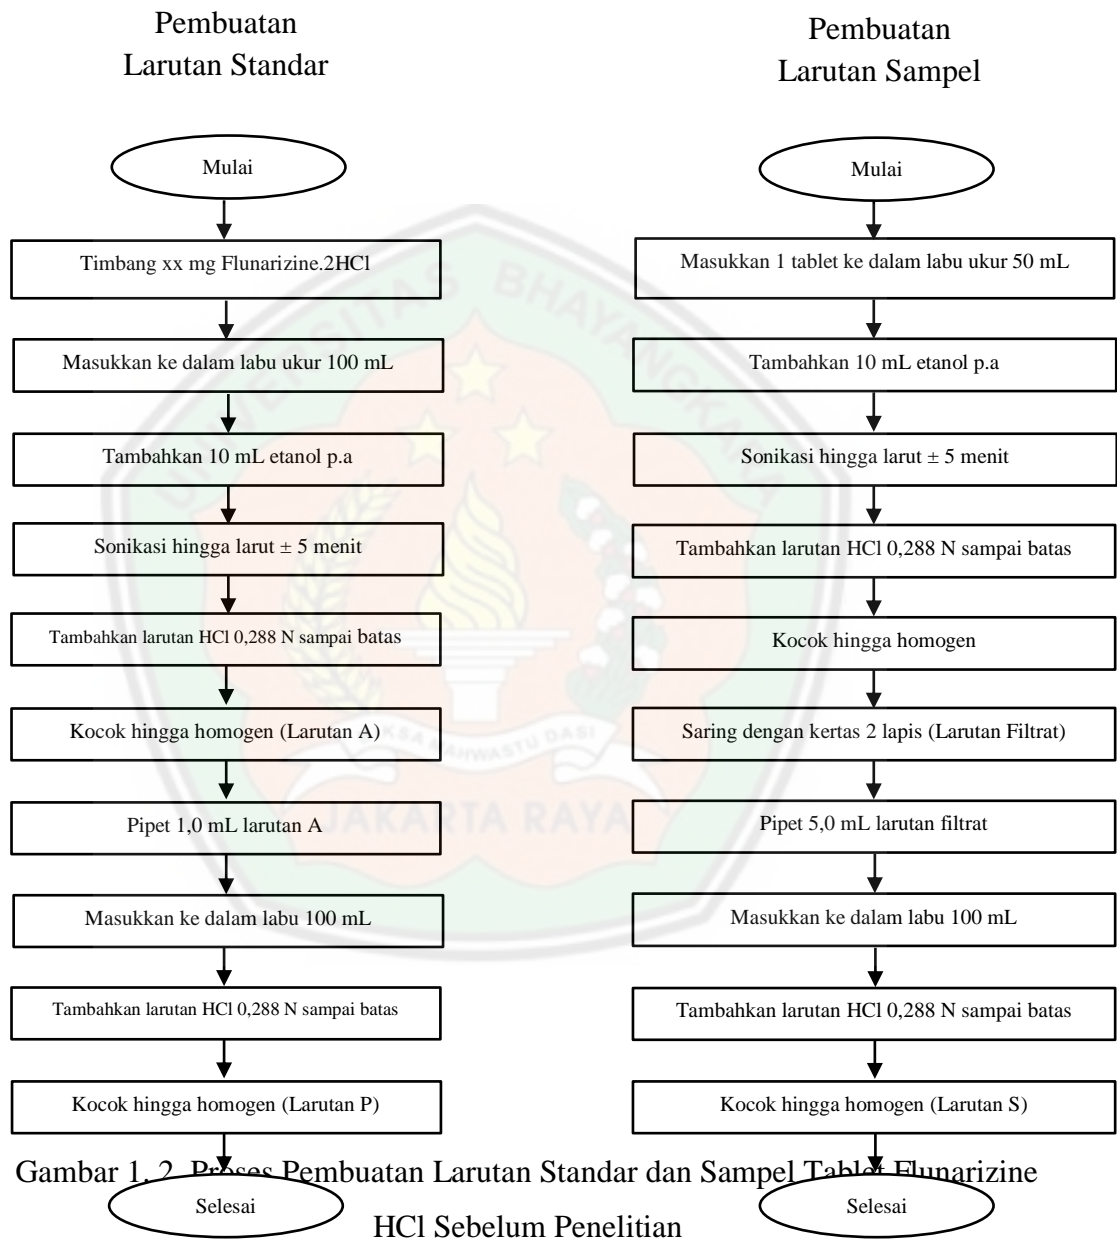 Pembuatan
Larutan Standar
Mulai
Timbang xx mg Flunarizine.2HCl
Masukkan ke dalam labu ukur 100 mL
Tambahkan 10 mL etanol p.a
Sonikasi hingga larut ± 5 menit
Tambahkan larutan HCl 0,288 N sampai batas
Kocok hingga homogen (Larutan A)
Pipet 1,0 mL larutan A
Masukkan ke dalam labu 100 mL
Tambahkan larutan HCl 0,288 N sampai batas
Kocok hingga homogen (Larutan P)
Selesai
Pembuatan
Larutan Sampel
Mulai
Masukkan 1 tablet ke dalam labu ukur 50 mL
Tambahkan 10 mL etanol p.a
Sonikasi hingga larut ± 5 menit
Tambahkan larutan HCl 0,288 N sampai batas
Kocok hingga homogen
Saring dengan kertas 2 lapis (Larutan Filtrat)
Pipet 5,0 mL larutan filtrat
Masukkan ke dalam labu 100 mL
Tambahkan larutan HCl 0,288 N sampai batas
Kocok hingga homogen (Larutan S)
Selesai
Gambar 1. 2 Proses Pembuatan Larutan Standar dan Sampel Tablet Flunarizine
HCl Sebelum Penelitian
UNIVERSITAS BHAYANGKARA
JAKARTA RAYA